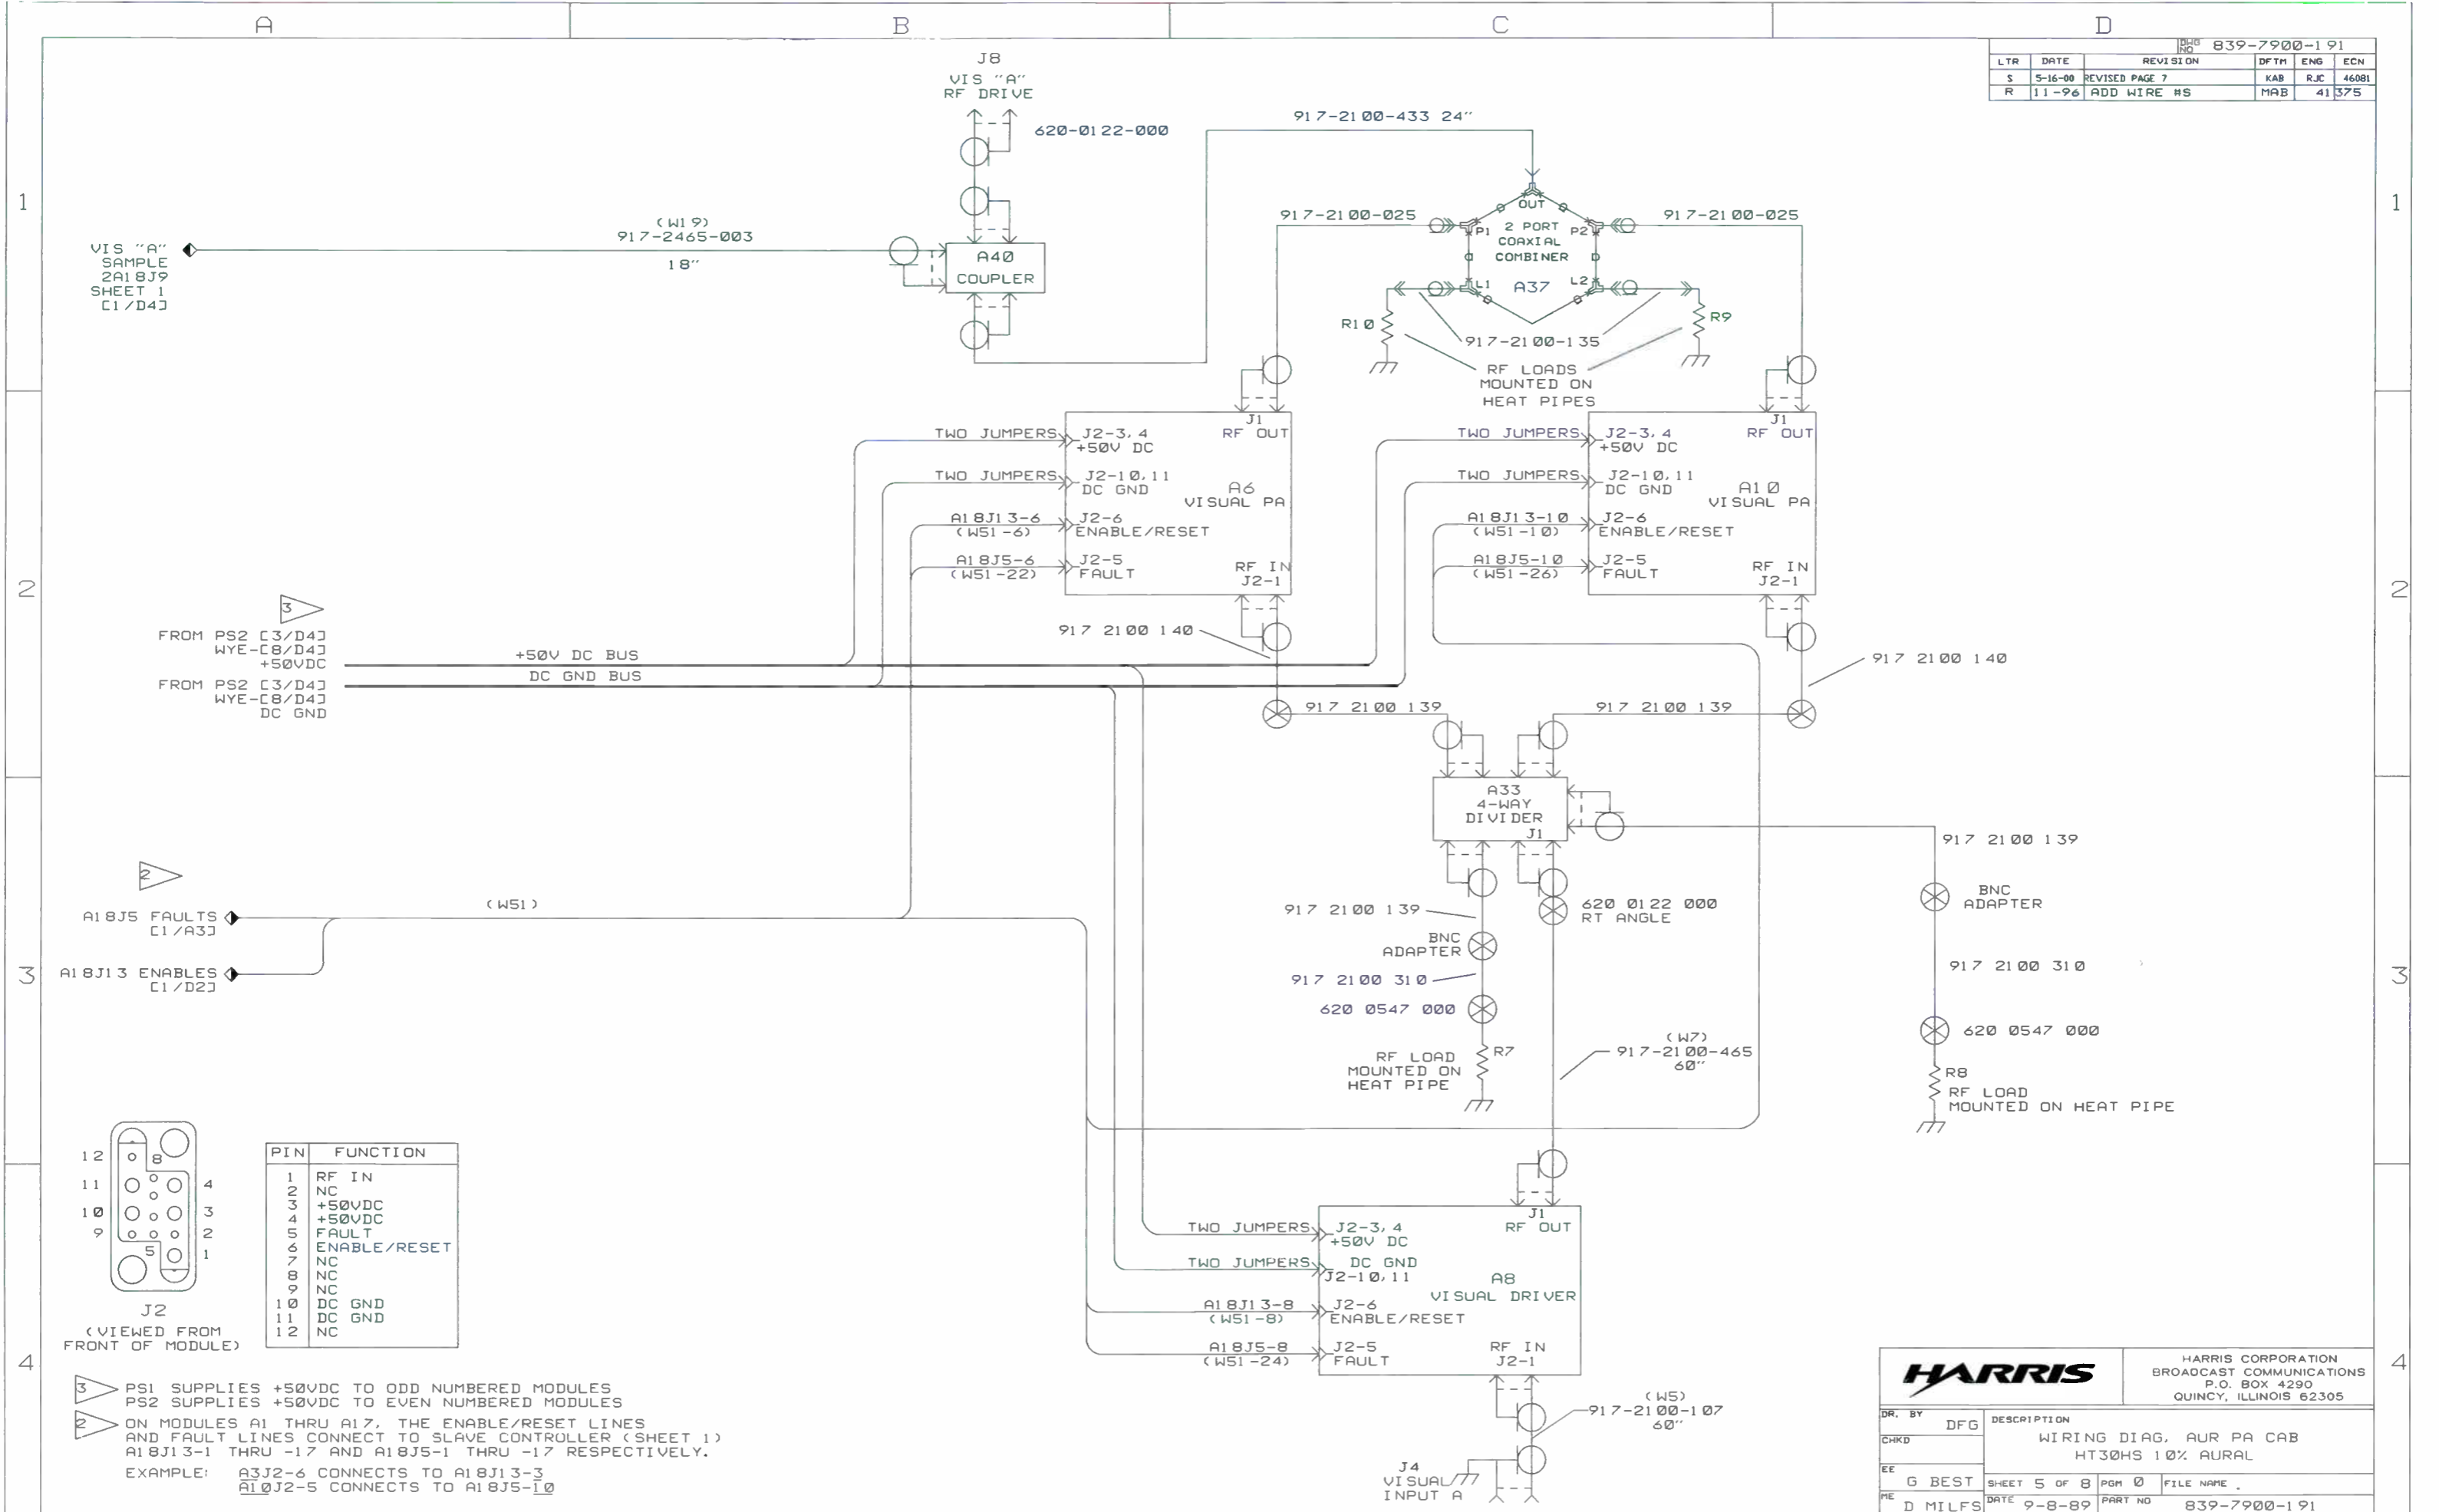 A
B
C
D
DWG NO 839-7900-191
LTR DATE REVISION DFTM ENG ECN
S 5-16-00 REVISED PAGE 7 KAB RJC 46081
R 11-96 ADD WIRE #S MAB 41375
1
1
2
2
3
3
4
4
J8
VIS "A"
RF DRIVE
620-0122-000
917-2100-433 24"
(W19)
917-2465-003
18"
VIS "A"
SAMPLE
2A18J9
SHEET 1
[1/D4]
A40
COUPLER
917-2100-025
917-2100-025
OUT
P1 2 PORT P2
COAXIAL
COMBINER
L1 A37 L2
R10
R9
917-2100-135
RF LOADS
MOUNTED ON
HEAT PIPES
TWO JUMPERS J2-3,4
+50V DC
J1
RF OUT
TWO JUMPERS J2-10,11
DC GND
A6
VISUAL PA
A18J13-6
(W51-6)
J2-6
ENABLE/RESET
A18J5-6
(W51-22)
J2-5
FAULT
RF IN
J2-1
TWO JUMPERS J2-3,4
+50V DC
J1
RF OUT
TWO JUMPERS J2-10,11
DC GND
A10
VISUAL PA
A18J13-10
(W51-10)
J2-6
ENABLE/RESET
A18J5-10
(W51-26)
J2-5
FAULT
RF IN
J2-1
3
FROM PS2 [3/D4]
WYE-[8/D4]
+50VDC
FROM PS2 [3/D4]
WYE-[8/D4]
DC GND
+50V DC BUS
DC GND BUS
917 2100 140
917 2100 140
917 2100 139
917 2100 139
A33
4-WAY
DIVIDER
J1
917 2100 139
BNC
ADAPTER
917 2100 310
620 0547 000
R8
RF LOAD
MOUNTED ON HEAT PIPE
2
A18J5 FAULTS
[1/A3]
A18J13 ENABLES
[1/D2]
(W51)
917 2100 139
BNC
ADAPTER
917 2100 310
620 0547 000
RF LOAD
MOUNTED ON
HEAT PIPE
R7
620 0122 000
RT ANGLE
(W7)
917-2100-465
60"
12
11
10
9
8
5
4
3
2
1
J2
(VIEWED FROM
FRONT OF MODULE)
PIN FUNCTION
1 RF IN
2 NC
3 +50VDC
4 +50VDC
5 FAULT
6 ENABLE/RESET
7 NC
8 NC
9 NC
10 DC GND
11 DC GND
12 NC
TWO JUMPERS J2-3,4
+50V DC
J1
RF OUT
TWO JUMPERS DC GND
J2-10,11
A8
VISUAL DRIVER
A18J13-8
(W51-8)
J2-6
ENABLE/RESET
A18J5-8
(W51-24)
J2-5
FAULT
RF IN
J2-1
(W5)
917-2100-107
60"
J4
VISUAL
INPUT A
3 PS1 SUPPLIES +50VDC TO ODD NUMBERED MODULES
PS2 SUPPLIES +50VDC TO EVEN NUMBERED MODULES
2 ON MODULES A1 THRU A17, THE ENABLE/RESET LINES
AND FAULT LINES CONNECT TO SLAVE CONTROLLER (SHEET 1)
A18J13-1 THRU -17 AND A18J5-1 THRU -17 RESPECTIVELY.
EXAMPLE: A3J2-6 CONNECTS TO A18J13-3
A10J2-5 CONNECTS TO A18J5-10
HARRIS
HARRIS CORPORATION
BROADCAST COMMUNICATIONS
P.O. BOX 4290
QUINCY, ILLINOIS 62305
DR. BY DFG
CHKD
EE G BEST
ME D MILFS
DESCRIPTION
WIRING DIAG, AUR PA CAB
HT30HS 10% AURAL
SHEET 5 OF 8 PGM 0 FILE NAME .
DATE 9-8-89 PART NO 839-7900-191